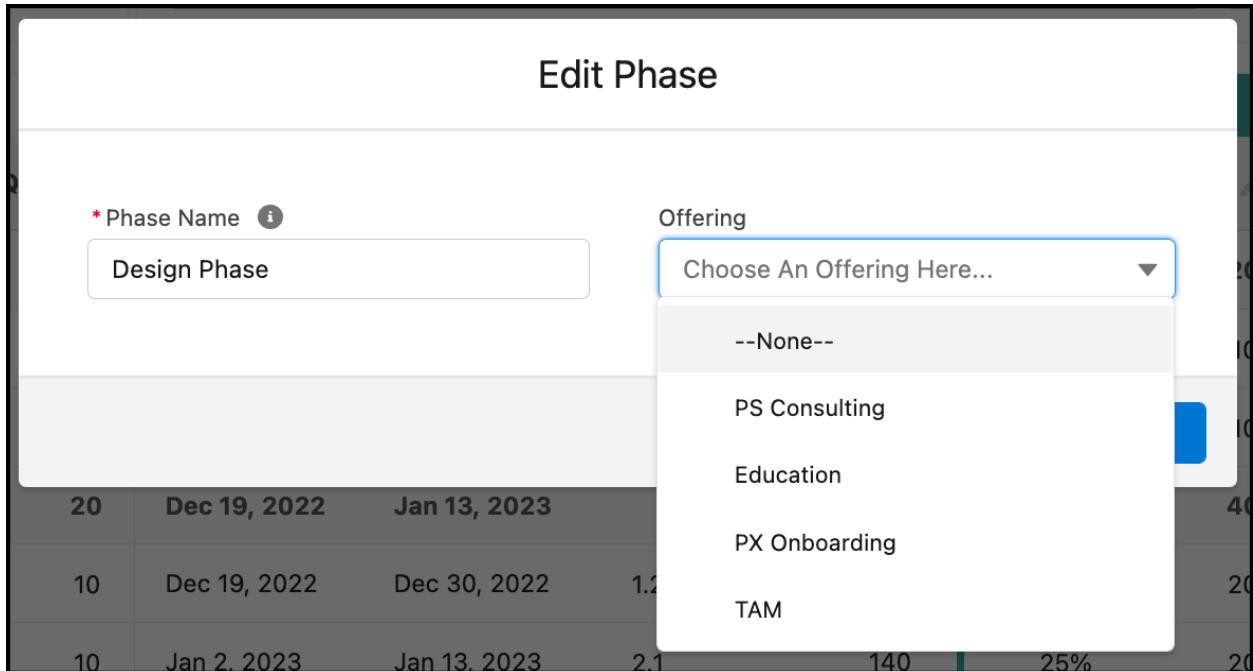 Edit Phase
* Phase Name
Offering
Design Phase
Choose An Offering Here...
--None--
PS Consulting
Education
PX Onboarding
TAM
20 Dec 19, 2022 Jan 13, 2023
10 Dec 19, 2022 Dec 30, 2022
10 Jan 2, 2023 Jan 13, 2023 2.1 140 25%